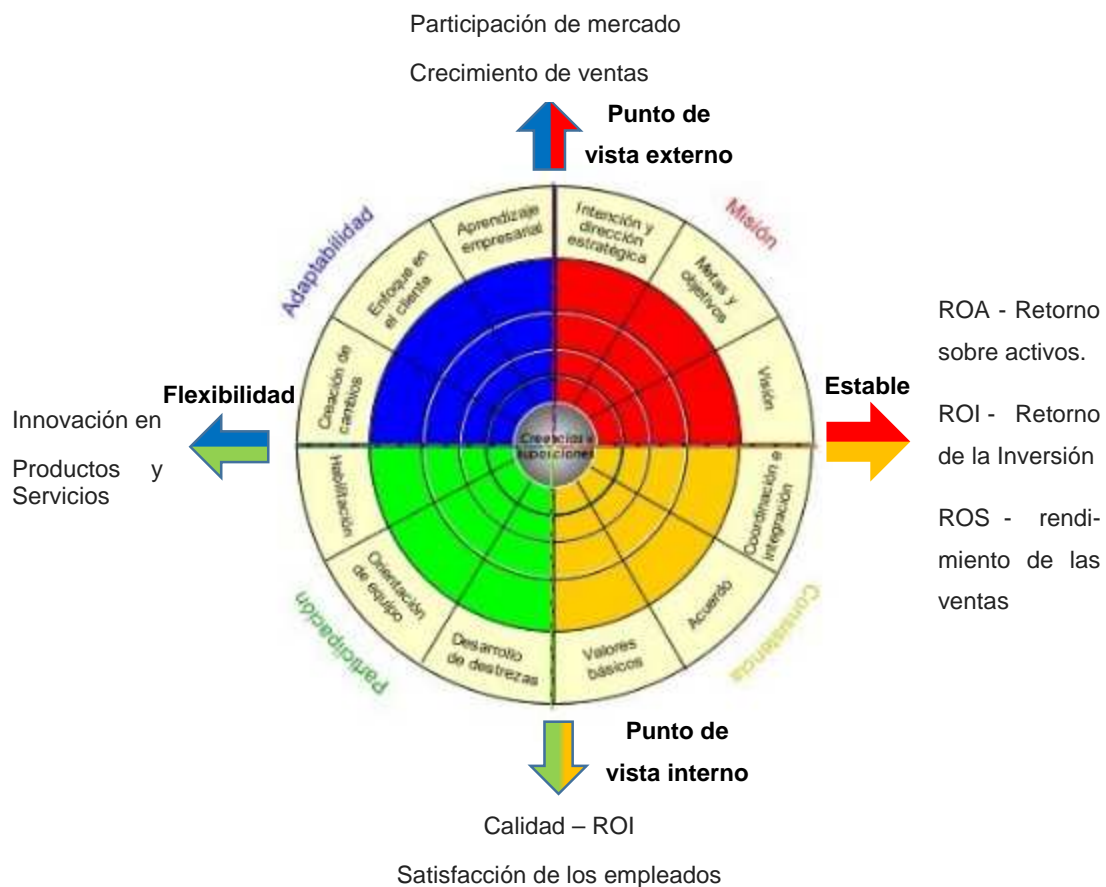 Participación de mercado
Crecimiento de ventas
Punto de
vista externo
Adaptabilidad
Misión
Aprendizaje
empresarial
Intención y
dirección
estratégica
Enfoque en
el cliente
Metas y
objetivos
Creación de
cambios
Visión
Flexibilidad
Estable
Innovación en
Productos y
Servicios
ROA - Retorno
sobre activos.
ROI - Retorno
de la Inversión
ROS - rendi-
miento de las
ventas
Creencias y
suposiciones
Habilitación
Coordinación e
integración
Orientación
de equipo
Acuerdo
Desarrollo
de destrezas
Valores
básicos
Participación
Consistencia
Punto de
vista interno
Calidad – ROI
Satisfacción de los empleados